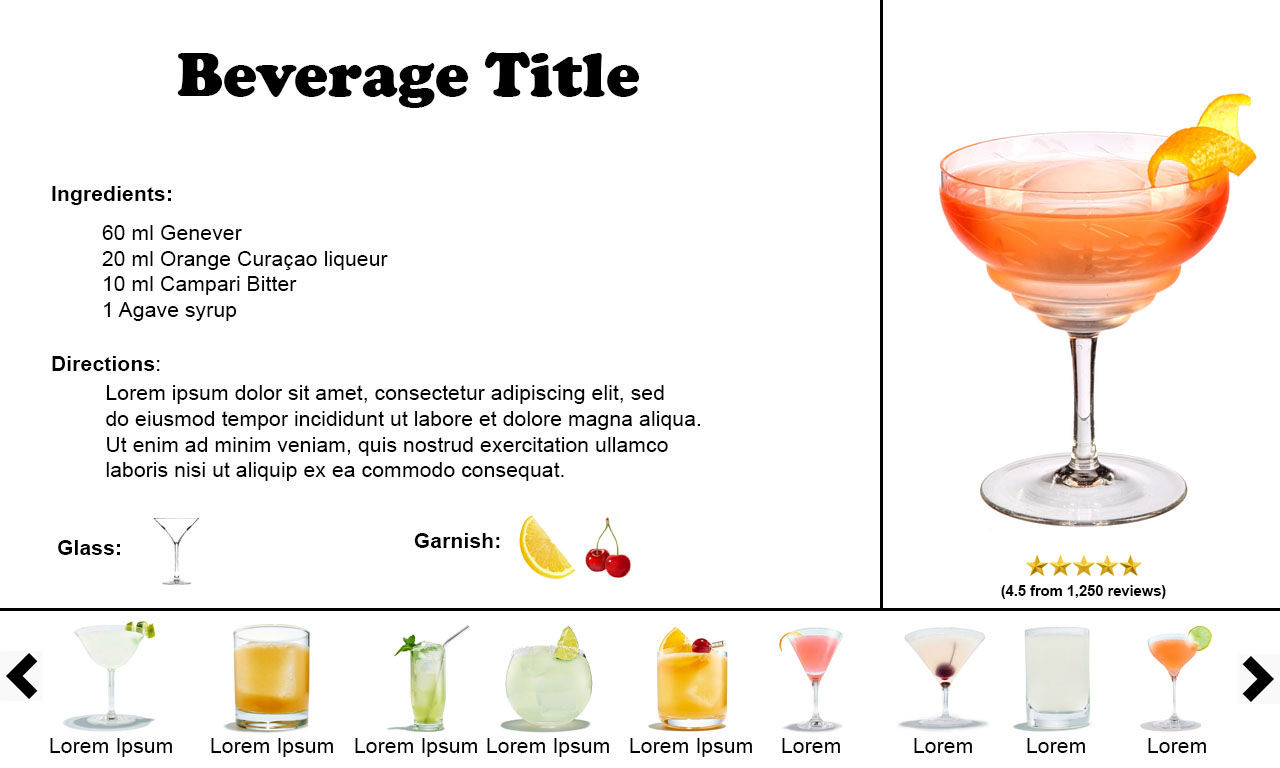 Beverage Title
Ingredients:
60 ml Genever
20 ml Orange Curaçao liqueur
10 ml Campari Bitter
1 Agave syrup
Directions:
Lorem ipsum dolor sit amet, consectetur adipiscing elit, sed
do eiusmod tempor incididunt ut labore et dolore magna aliqua.
Ut enim ad minim veniam, quis nostrud exercitation ullamco
laboris nisi ut aliquip ex ea commodo consequat.
Glass:
Garnish:
(4.5 from 1,250 reviews)
Lorem Ipsum
Lorem Ipsum
Lorem Ipsum
Lorem Ipsum
Lorem Ipsum
Lorem
Lorem
Lorem
Lorem